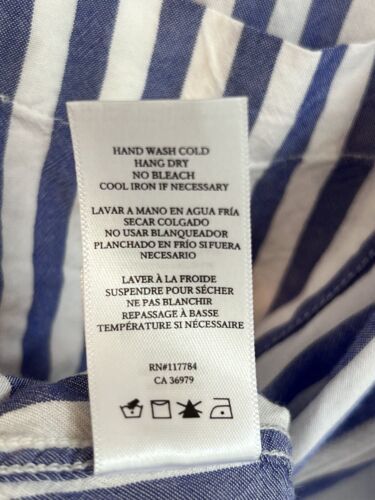 HAND WASH COLD
HANG DRY
NO BLEACH
COOL IRON IF NECESSARY
LAVAR A MANO EN AGUA FRÍA
SECAR COLGADO
NO USAR BLANQUEADOR
PLANCHADO EN FRÍO SI FUERA
NECESARIO
LAVER À LA FROIDE
SUSPENDRE POUR SÉCHER
NE PAS BLANCHIR
REPASSAGE À BASSE
TEMPÉRATURE SI NÉCESSAIRE
RN#117784
CA 36979